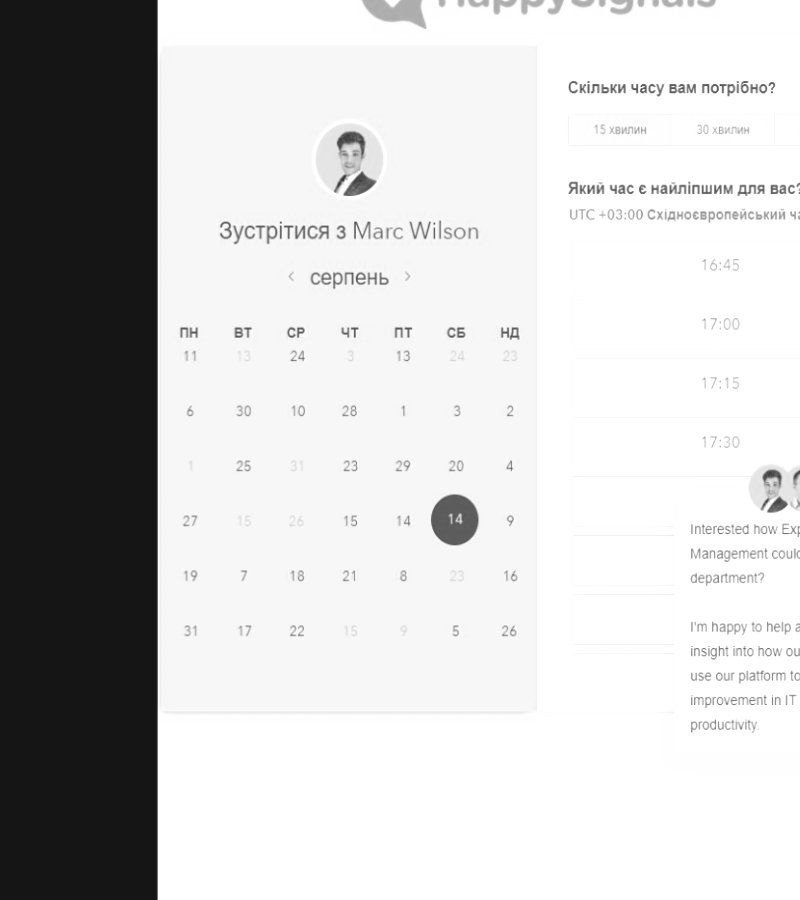 HappySignals
Зустрітися з Marc Wilson
серпень
ПН ВТ СР ЧТ ПТ СБ НД
11 13 24 3 13 24 23
6 30 10 28 1 3 2
1 25 31 23 29 20 4
27 15 26 15 14 14 9
19 7 18 21 8 23 16
31 17 22 15 9 5 26
Скільки часу вам потрібно?
15 хвилин 30 хвилин
Який час є найліпшим для вас?
UTC +03:00 Східноєвропейський
16:45
17:00
17:15
17:30
Interested how
Management
department?
I'm happy to help
insight into how
use our platform to
improvement in IT
productivity.